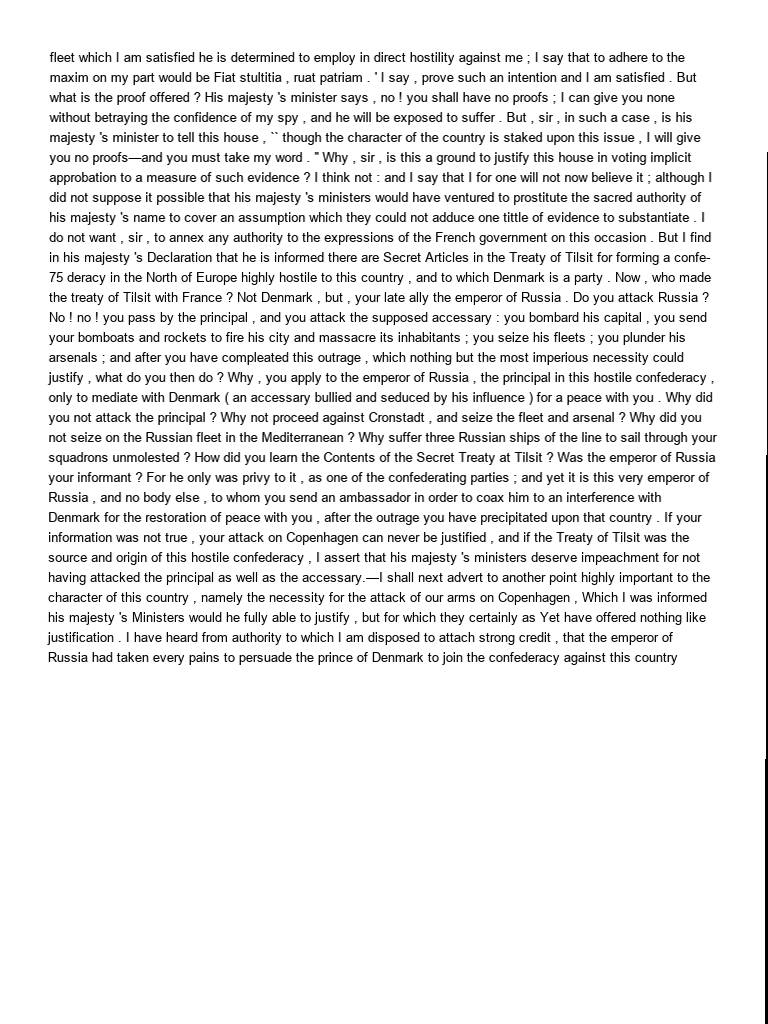 fleet which I am satisfied he is determined to employ in direct hostility against me ; I say that to adhere to the
maxim on my part would be Fiat stultitia , ruat patriam . ' I say , prove such an intention and I am satisfied . But
what is the proof offered ? His majesty 's minister says , no ! you shall have no proofs ; I can give you none
without betraying the confidence of my spy , and he will be exposed to suffer . But , sir , in such a case , is his
majesty 's minister to tell this house , `` though the character of the country is staked upon this issue , I will give
you no proofs—and you must take my word . " Why , sir , is this a ground to justify this house in voting implicit
approbation to a measure of such evidence ? I think not : and I say that I for one will not now believe it ; although I
did not suppose it possible that his majesty 's ministers would have ventured to prostitute the sacred authority of
his majesty 's name to cover an assumption which they could not adduce one tittle of evidence to substantiate . I
do not want , sir , to annex any authority to the expressions of the French government on this occasion . But I find
in his majesty 's Declaration that he is informed there are Secret Articles in the Treaty of Tilsit for forming a confe-
75 deracy in the North of Europe highly hostile to this country , and to which Denmark is a party . Now , who made
the treaty of Tilsit with France ? Not Denmark , but , your late ally the emperor of Russia . Do you attack Russia ?
No ! no ! you pass by the principal , and you attack the supposed accessary : you bombard his capital , you send
your bomboats and rockets to fire his city and massacre its inhabitants ; you seize his fleets ; you plunder his
arsenals ; and after you have compleated this outrage , which nothing but the most imperious necessity could
justify , what do you then do ? Why , you apply to the emperor of Russia , the principal in this hostile confederacy ,
only to mediate with Denmark ( an accessary bullied and seduced by his influence ) for a peace with you . Why did
you not attack the principal ? Why not proceed against Cronstadt , and seize the fleet and arsenal ? Why did you
not seize on the Russian fleet in the Mediterranean ? Why suffer three Russian ships of the line to sail through your
squadrons unmolested ? How did you learn the Contents of the Secret Treaty at Tilsit ? Was the emperor of Russia
your informant ? For he only was privy to it , as one of the confederating parties ; and yet it is this very emperor of
Russia , and no body else , to whom you send an ambassador in order to coax him to an interference with
Denmark for the restoration of peace with you , after the outrage you have precipitated upon that country . If your
information was not true , your attack on Copenhagen can never be justified , and if the Treaty of Tilsit was the
source and origin of this hostile confederacy , I assert that his majesty 's ministers deserve impeachment for not
having attacked the principal as well as the accessary.—I shall next advert to another point highly important to the
character of this country , namely the necessity for the attack of our arms on Copenhagen , Which I was informed
his majesty 's Ministers would he fully able to justify , but for which they certainly as Yet have offered nothing like
justification . I have heard from authority to which I am disposed to attach strong credit , that the emperor of
Russia had taken every pains to persuade the prince of Denmark to join the confederacy against this country